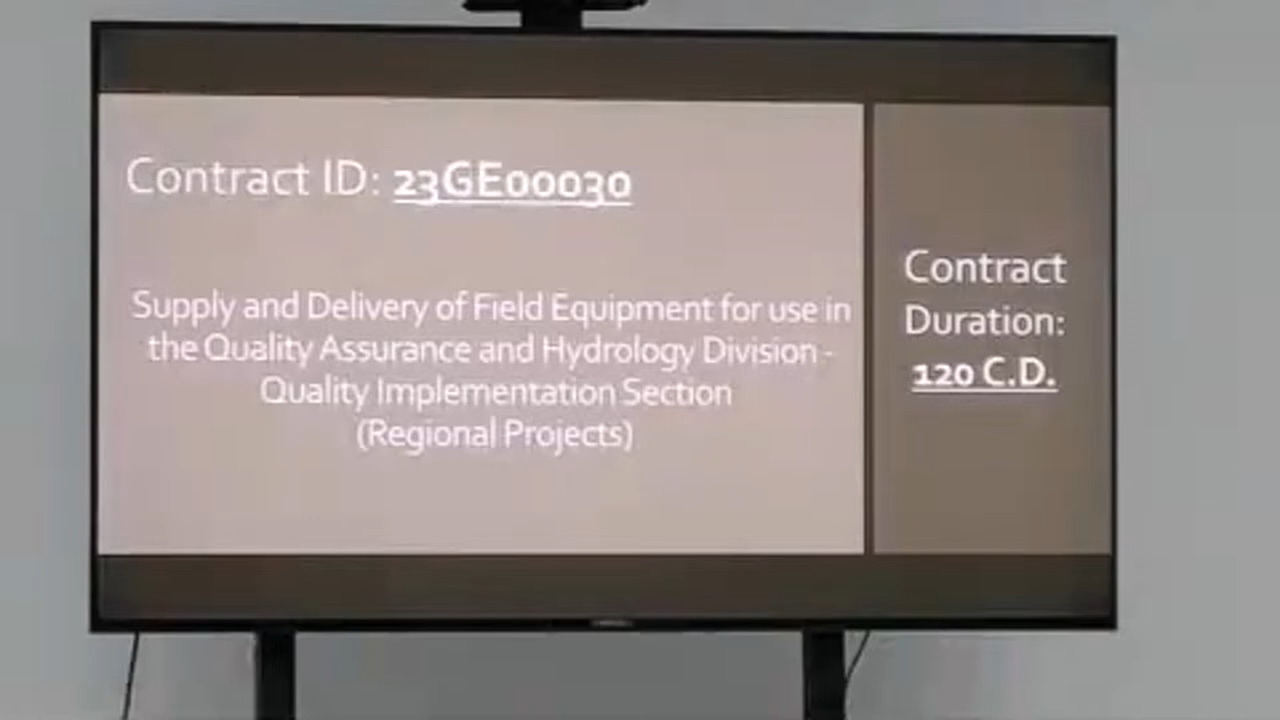 Contract ID: 23GE00030
Supply and Delivery of Field Equipment for use in
the Quality Assurance and Hydrology Division -
Quality Implementation Section
(Regional Projects)
Contract
Duration:
120 C.D.